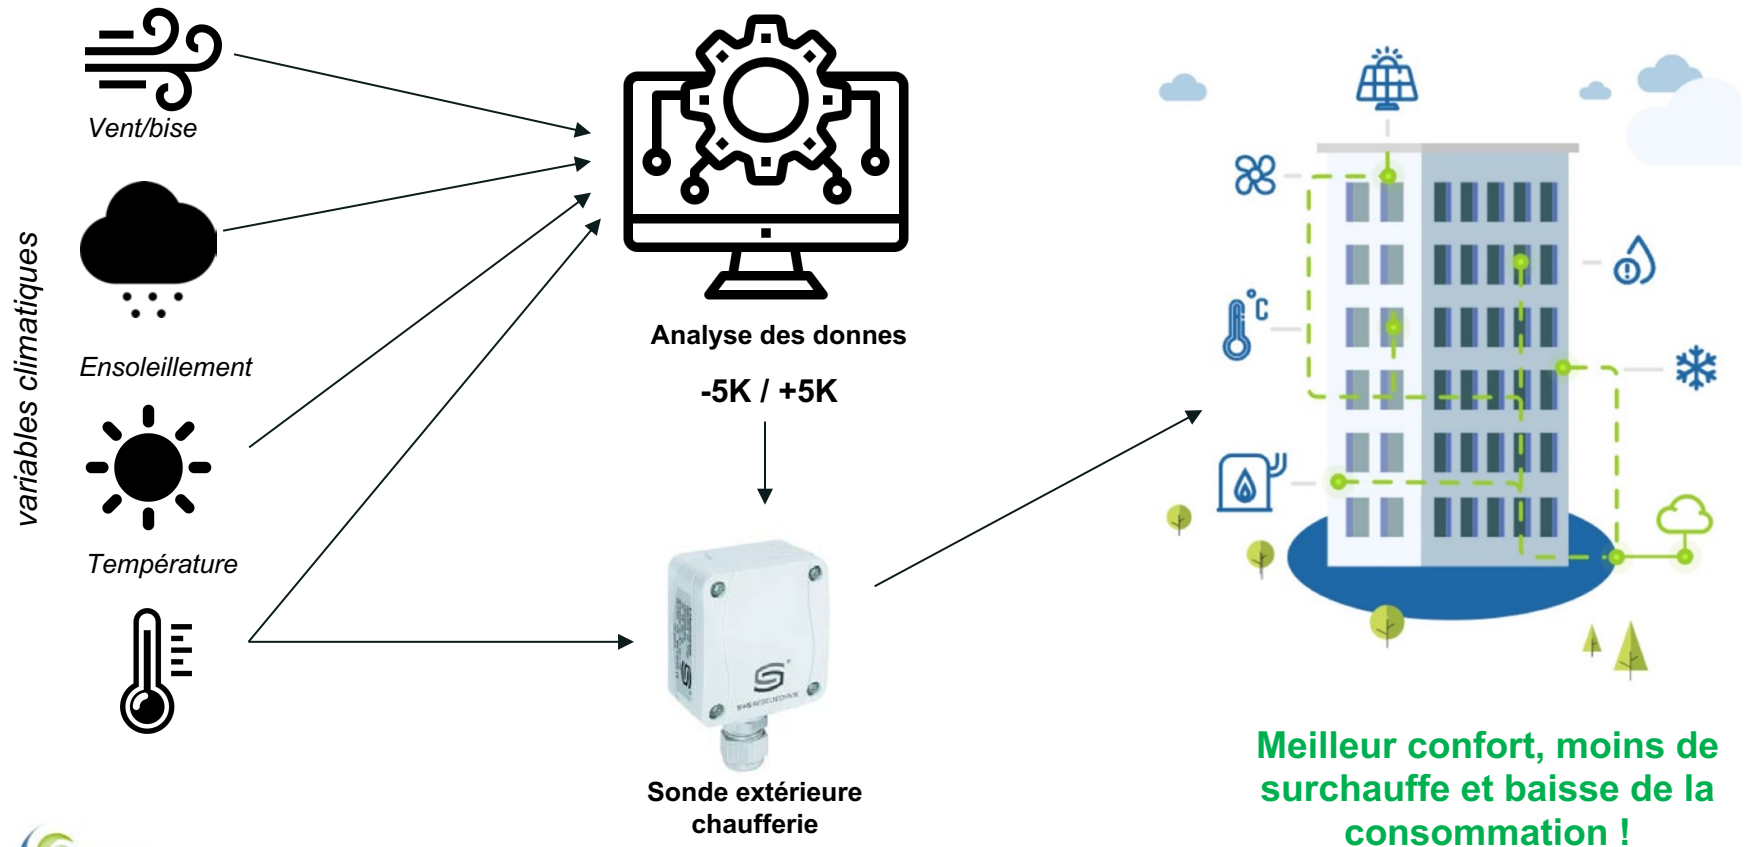 variables climatiques
Vent/bise
Ensoleillement
Température
Analyse des donnes
-5K / +5K
S+S REGELTECHNIK
Sonde extérieure
chaufferie
°C
Meilleur confort, moins de
surchauffe et baisse de la
consommation !